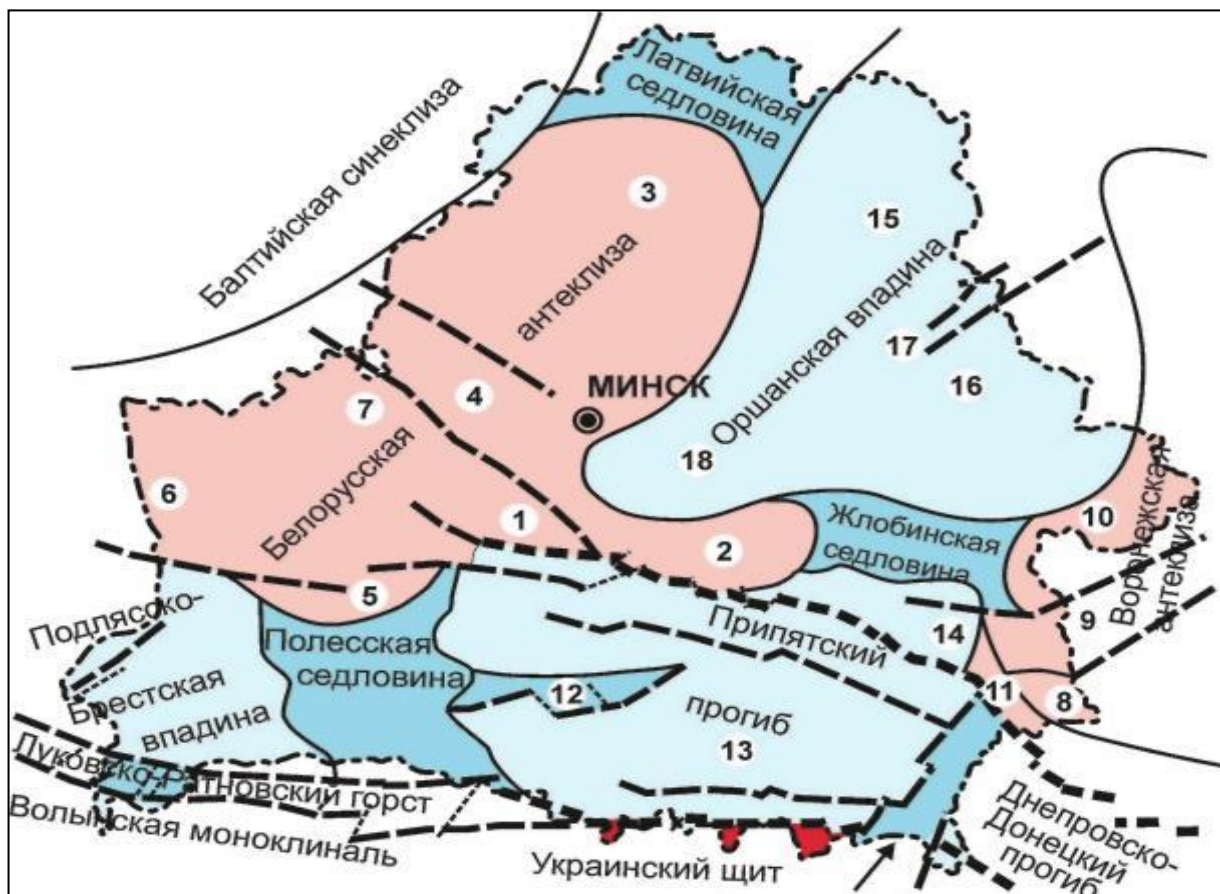 Латвийская
седловина
Балтийская синеклиза
3
15
антеклиза
Оршанская впадина
17
7
4
МИНСК
16
18
6
Белорусская
1
2
Жлобинская
седловина
10
Воронежская
антеклиза
9
5
Подлясско-
Брестская
впадина
Полесская
седловина
Припятский
прогиб
14
12
11
8
13
Луковско-Ратновский горст
Волынская моноклиналь
Украинский щит
Днепровско-
Донецкий
прогиб